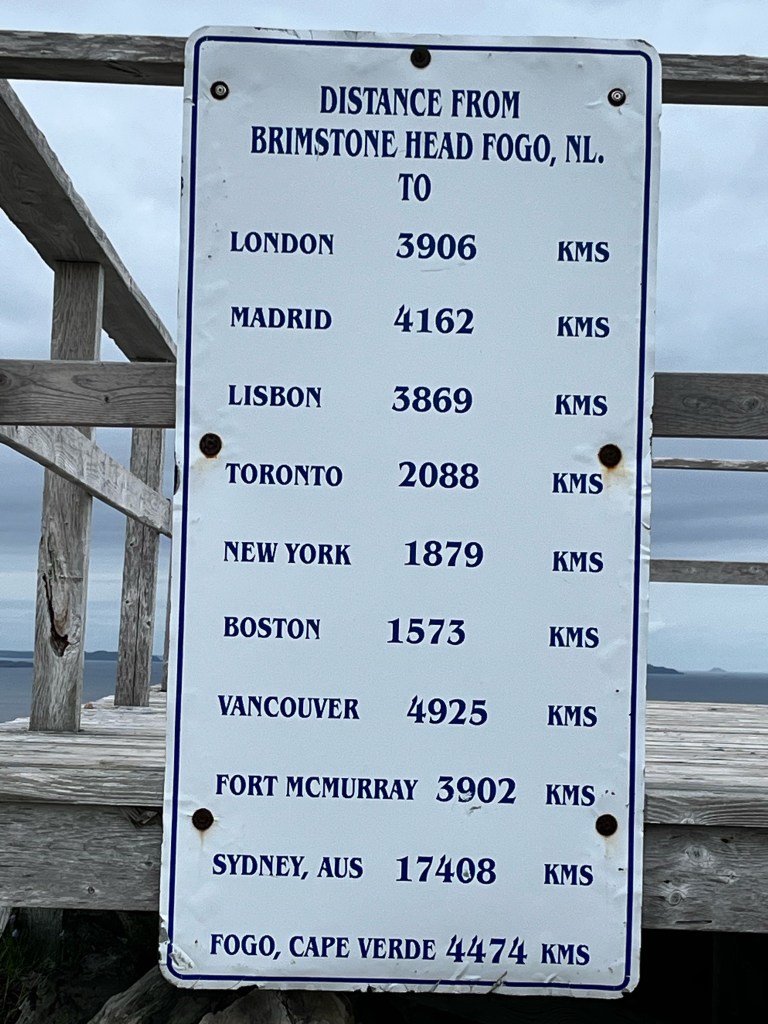 DISTANCE FROM
BRIMSTONE HEAD FOGO, NL.
TO
LONDON 3906 KMS
MADRID 4162 KMS
LISBON 3869 KMS
TORONTO 2088 KMS
NEW YORK 1879 KMS
BOSTON 1573 KMS
VANCOUVER 4925 KMS
FORT MCMURRAY 3902 KMS
SYDNEY, AUS 17408 KMS
FOGO, CAPE VERDE 4474 KMS